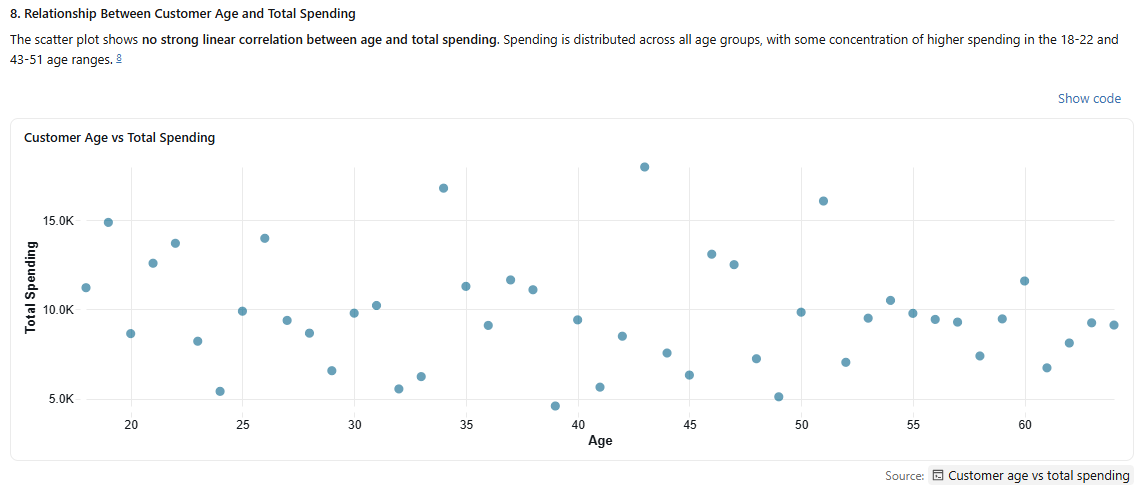 8. Relationship Between Customer Age and Total Spending
The scatter plot shows no strong linear correlation between age and total spending. Spending is distributed across all age groups, with some concentration of higher spending in the 18-22 and
43-51 age ranges. 8
Show code
Customer Age vs Total Spending
15.0K
10.0K
5.0K
Total Spending
20 25 30 35 40 45 50 55 60
Age
Source: Customer age vs total spending